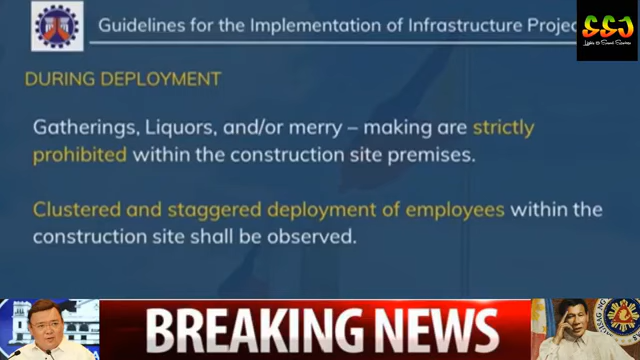 Guidelines for the Implementation of Infrastructure Projec
SSJ
DURING DEPLOYMENT
Gatherings, Liquors, and/or merry – making are strictly
prohibited within the construction site premises.
Clustered and staggered deployment of employees within the
construction site shall be observed.
BREAKING NEWS